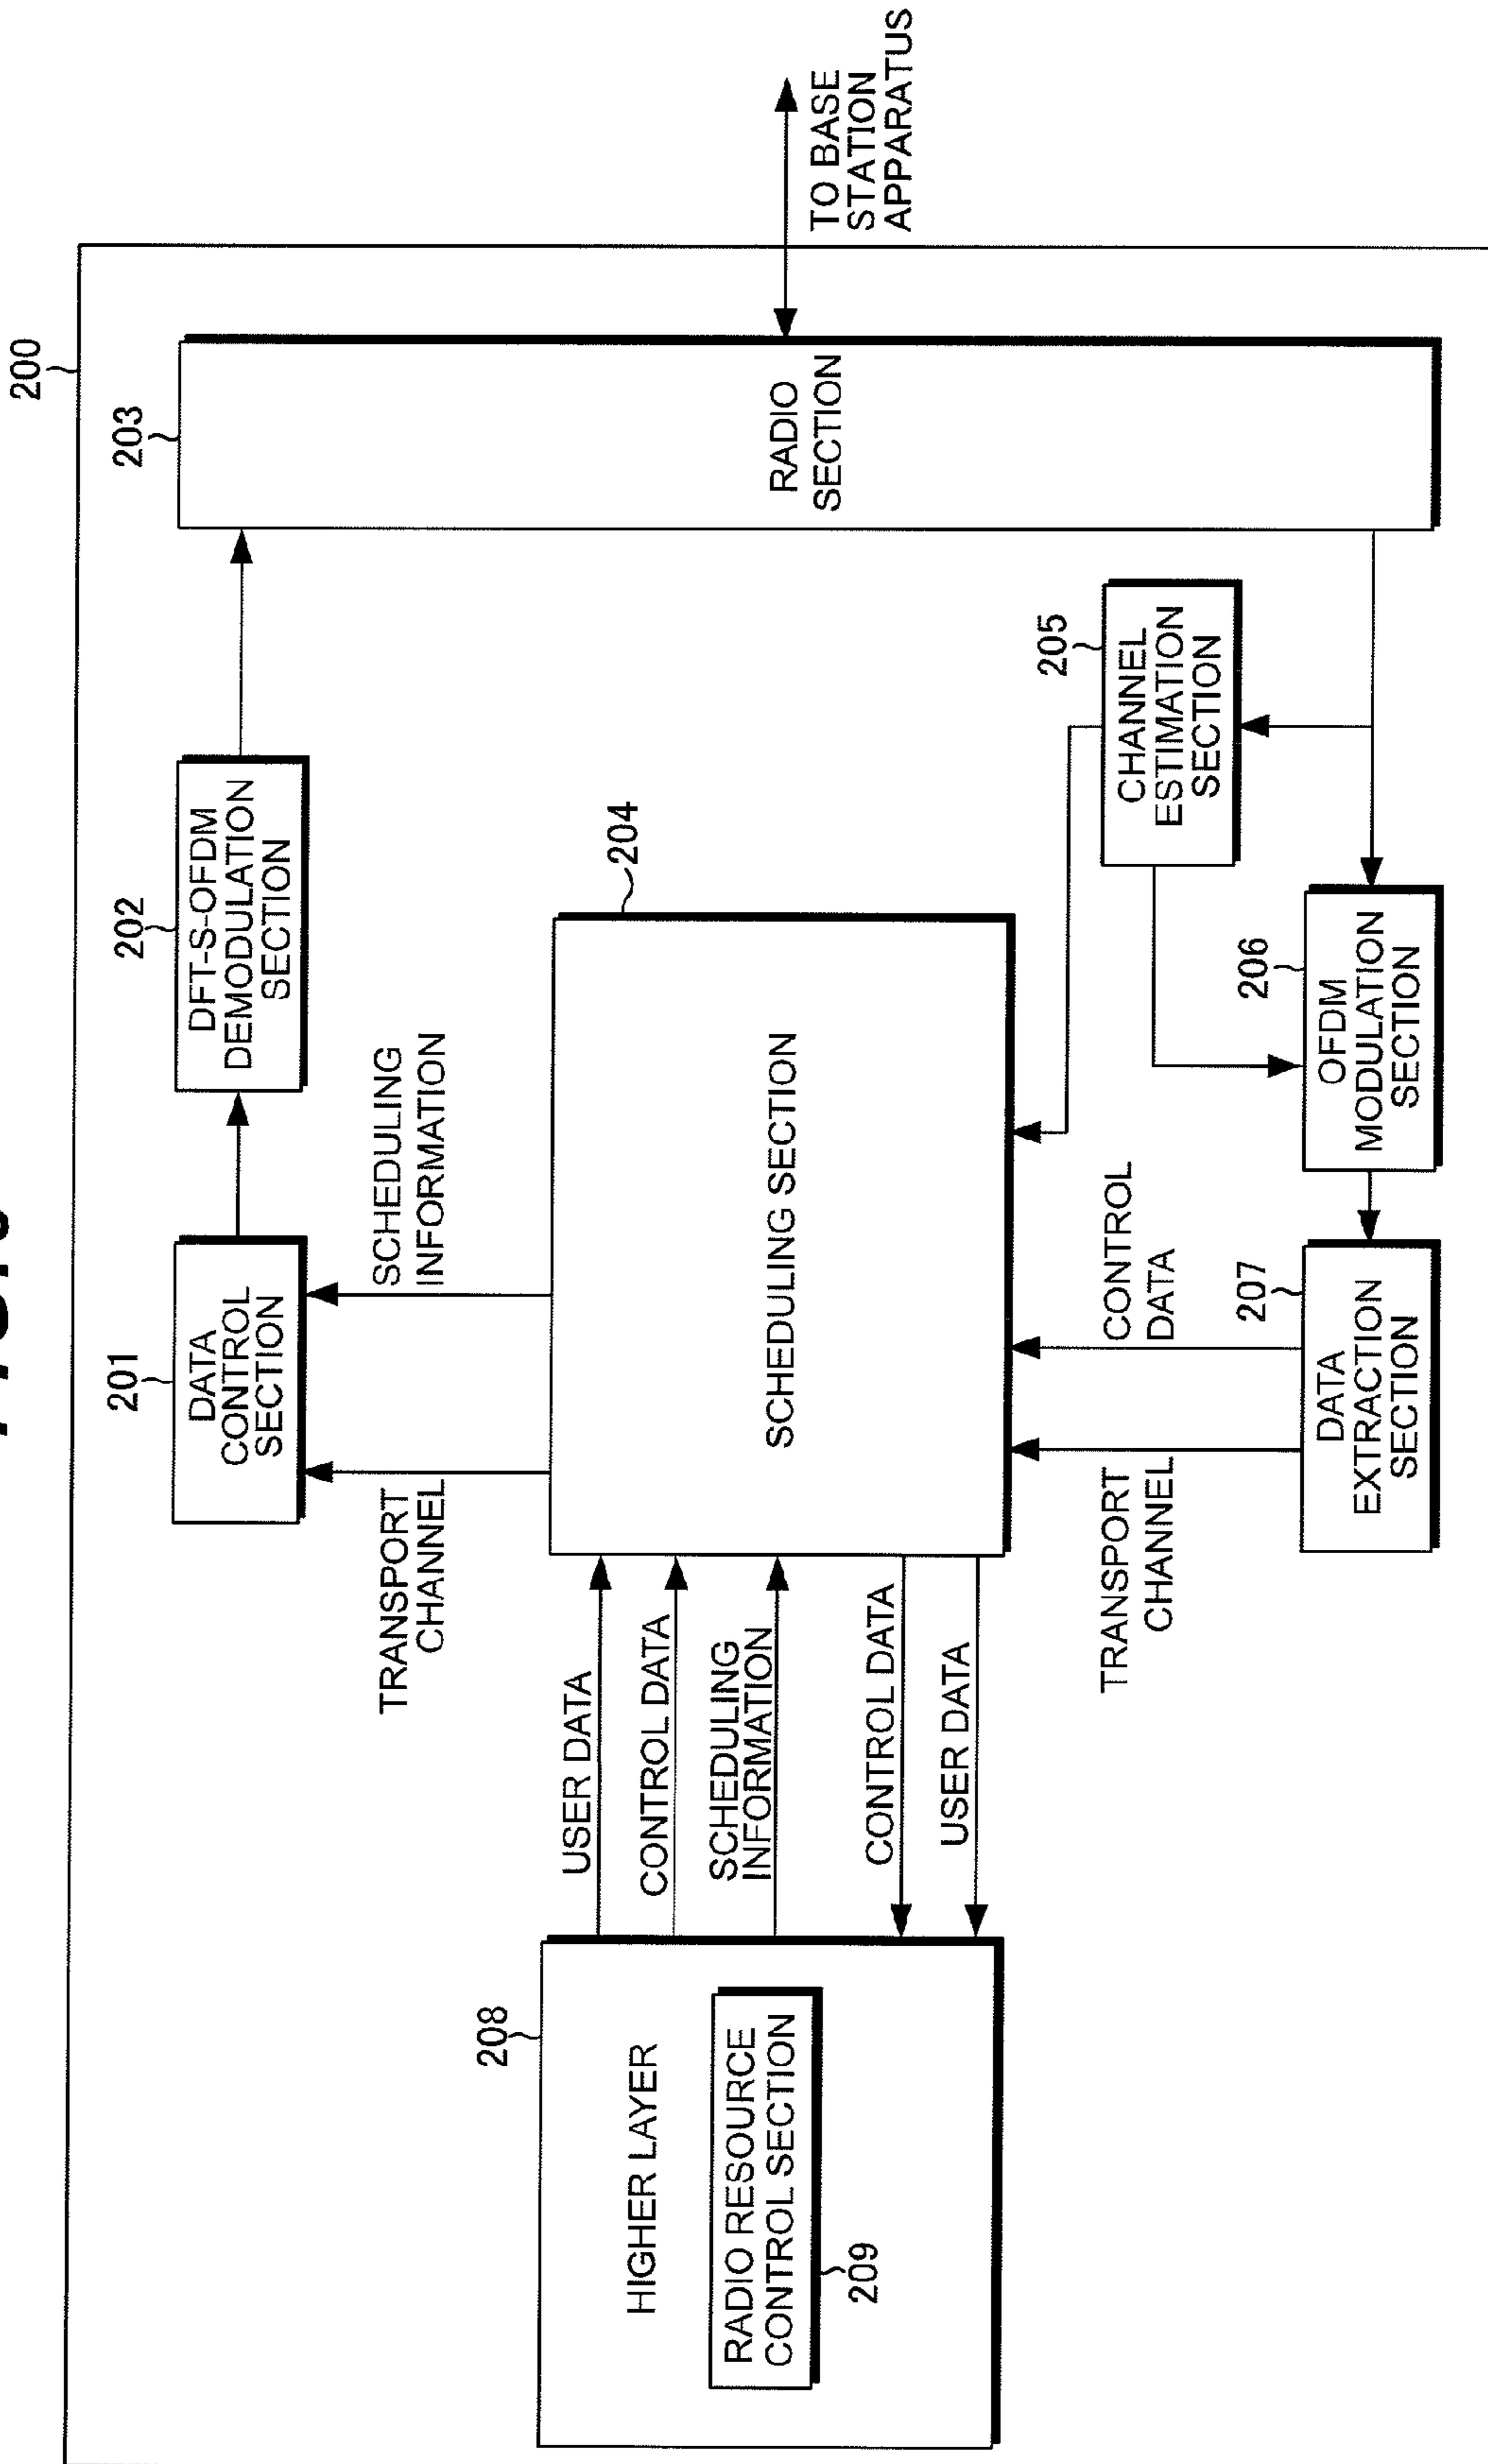 200
203
RADIO
SECTION
TO BASE
STATION
APPARATUS
202
DFT-S-OFDM
DEMODULATION
SECTION
201
DATA
CONTROL
SECTION
TRANSPORT
CHANNEL
SCHEDULING
INFORMATION
204
SCHEDULING SECTION
205
CHANNEL
ESTIMATION
SECTION
206
OFDM
MODULATION
SECTION
207
DATA
EXTRACTION
SECTION
TRANSPORT
CHANNEL
CONTROL
DATA
USER DATA
CONTROL DATA
SCHEDULING
INFORMATION
CONTROL DATA
USER DATA
208
HIGHER LAYER
RADIO RESOURCE
CONTROL SECTION
209